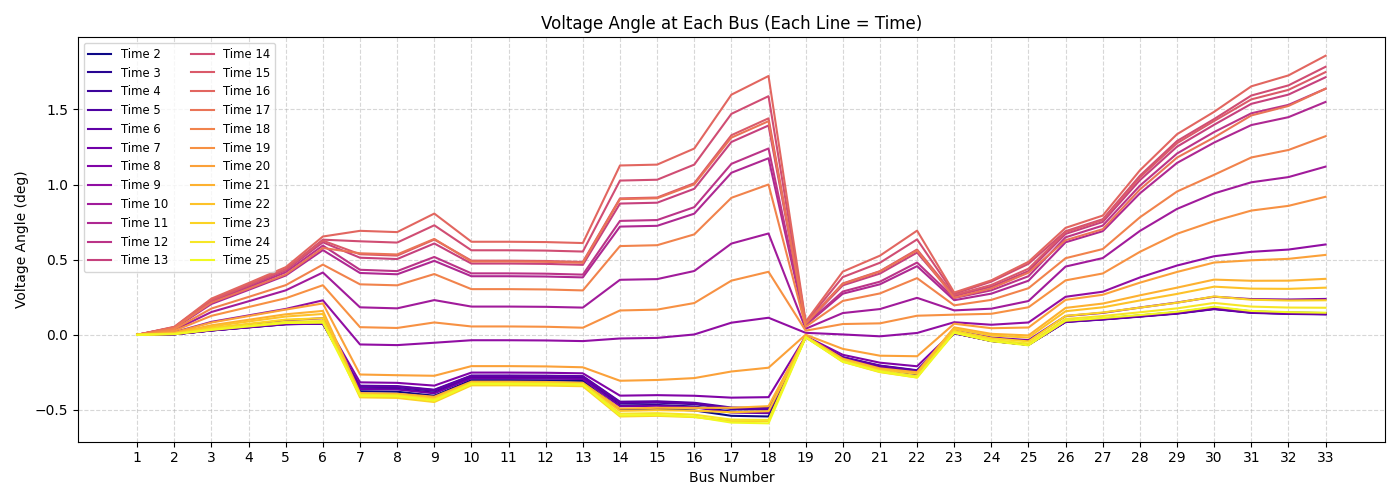 Voltage Angle at Each Bus (Each Line = Time)
Voltage Angle (deg)
1.5
1.0
0.5
0.0
−0.5
Time 2
Time 3
Time 4
Time 5
Time 6
Time 7
Time 8
Time 9
Time 10
Time 11
Time 12
Time 13
Time 14
Time 15
Time 16
Time 17
Time 18
Time 19
Time 20
Time 21
Time 22
Time 23
Time 24
Time 25
1 2 3 4 5 6 7 8 9 10 11 12 13 14 15 16 17 18 19 20 21 22 23 24 25 26 27 28 29 30 31 32 33
Bus Number